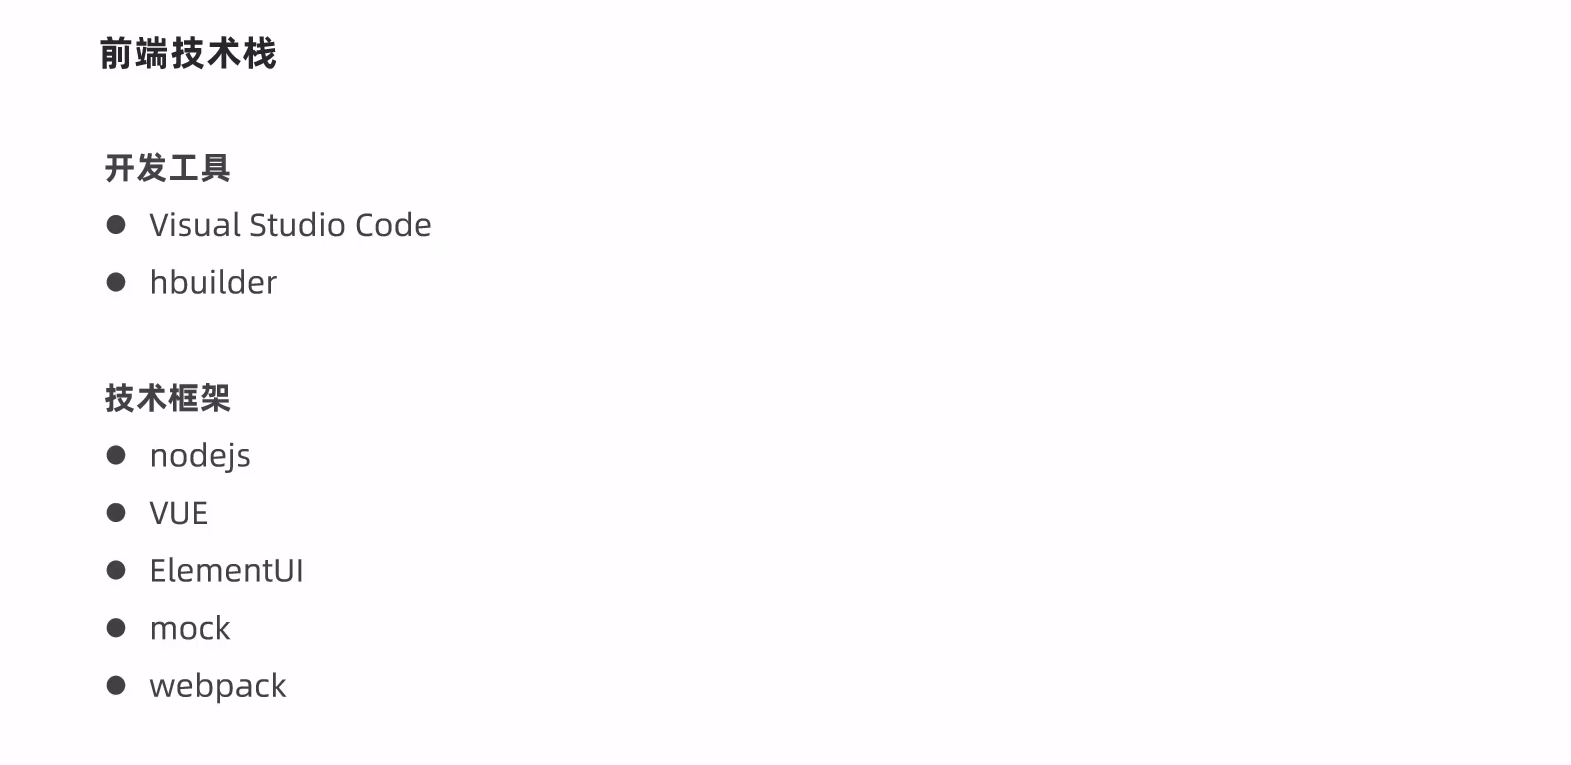 前端技术栈
开发工具
● Visual Studio Code
● hbuilder
技术框架
● nodejs
● VUE
● ElementUI
● mock
● webpack